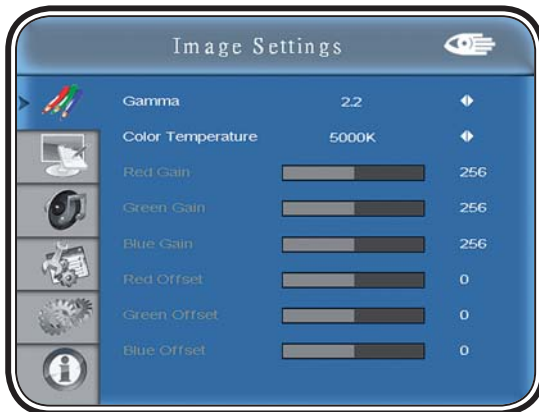 Image Settings
Gamma 2.2
Color Temperature 5000K
Red Gain 256
Green Gain 256
Blue Gain 256
Red Offset 0
Green Offset 0
Blue Offset 0